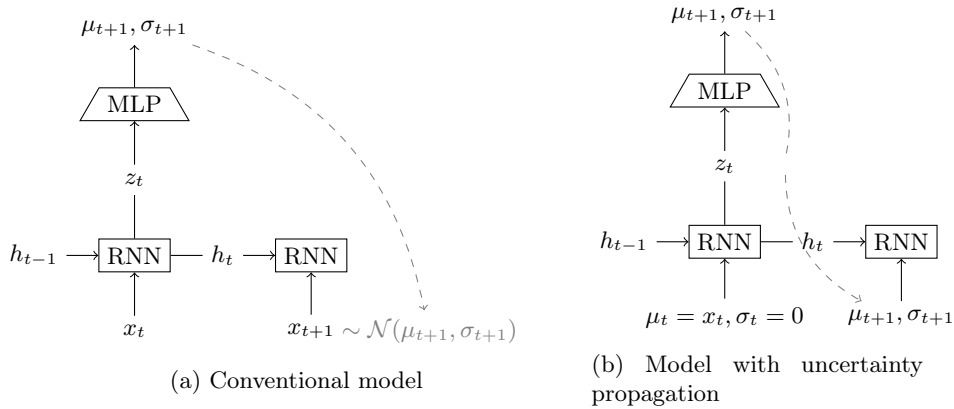 μ_{t+1}, σ_{t+1}
MLP
z_t
h_{t−1}
RNN
h_t
RNN
x_t
x_{t+1} ∼ 𝒩(μ_{t+1}, σ_{t+1})
(a) Conventional model
μ_{t+1}, σ_{t+1}
MLP
z_t
h_{t−1}
RNN
h_t
RNN
μ_t = x_t, σ_t = 0
μ_{t+1}, σ_{t+1}
(b) Model with uncertainty
propagation